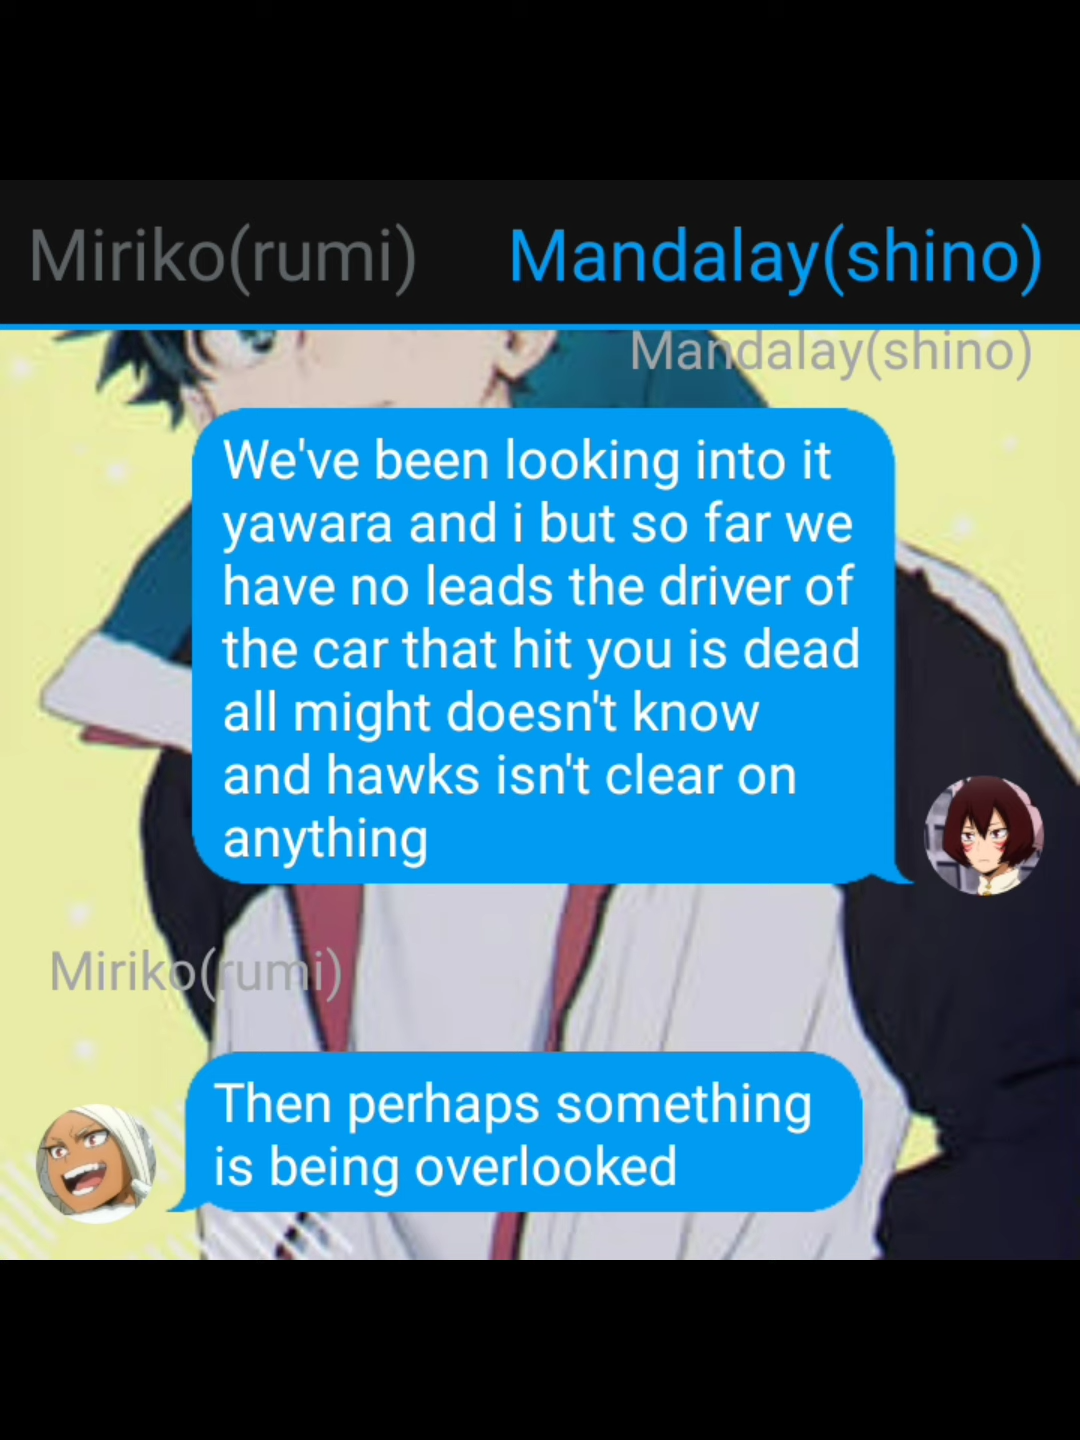 Miriko(rumi) Mandalay(shino)
Mandalay(shino)
We've been looking into it
yawara and i but so far we
have no leads the driver of
the car that hit you is dead
all might doesn't know
and hawks isn't clear on
anything
Miriko(rumi)
Then perhaps something
is being overlooked